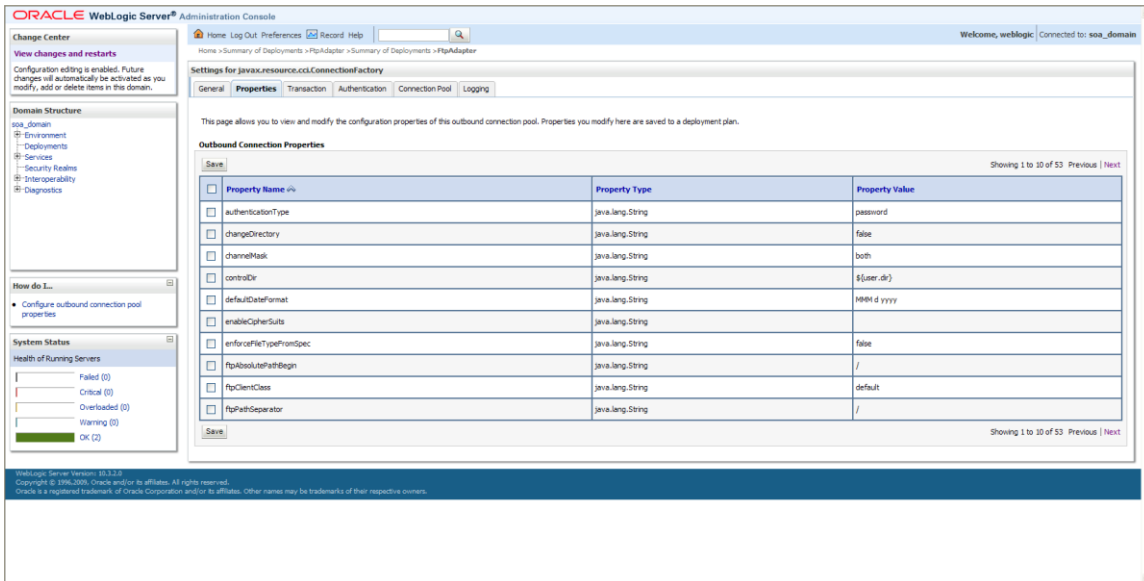 ORACLE WebLogic Server® Administration Console
Change Center
View changes and restarts
Configuration editing is enabled. Future
changes will automatically be activated as you
modify, add or delete items in this domain.
Domain Structure
soa_domain
Environment
Deployments
Services
Security Realms
Interoperability
Diagnostics
How do I...
Configure outbound connection pool
properties
System Status
Health of Running Servers
Failed (0)
Critical (0)
Overloaded (0)
Warning (0)
OK (2)
Home Log Out Preferences Record Help
Welcome, weblogic Connected to: soa_domain
Home >Summary of Deployments >FtpAdapter >Summary of Deployments >FtpAdapter
Settings for javax.resource.cci.ConnectionFactory
General Properties Transaction Authentication Connection Pool Logging
This page allows you to view and modify the configuration properties of this outbound connection pool. Properties you modify here are saved to a deployment plan.
Outbound Connection Properties
Save Showing 1 to 10 of 53 Previous | Next
Property Name Property Type Property Value
authenticationType java.lang.String password
changeDirectory java.lang.String false
channelMask java.lang.String both
controlDir java.lang.String ${user.dir}
defaultDateFormat java.lang.String MMM d yyyy
enableCipherSuits java.lang.String
enforceFileTypeFromSpec java.lang.String false
ftpAbsolutePathBegin java.lang.String /
ftpClientClass java.lang.String default
ftpPathSeparator java.lang.String /
Save Showing 1 to 10 of 53 Previous | Next
WebLogic Server Version: 10.3.2.0
Copyright © 1996,2009, Oracle and/or its affiliates. All rights reserved.
Oracle is a registered trademark of Oracle Corporation and/or its affiliates. Other names may be trademarks of their respective owners.